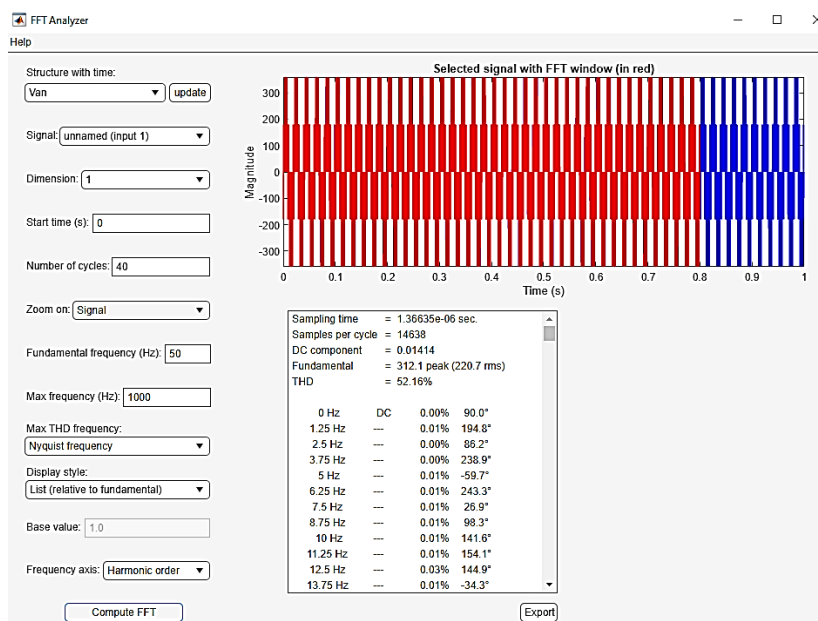 FFT Analyzer
Help
Structure with time:
Van
update
Signal: unnamed (input 1)
Dimension: 1
Start time (s): 0
Number of cycles: 40
Zoom on: Signal
Fundamental frequency (Hz): 50
Max frequency (Hz): 1000
Max THD frequency:
Nyquist frequency
Display style:
List (relative to fundamental)
Base value: 1.0
Frequency axis: Harmonic order
Compute FFT
Selected signal with FFT window (in red)
Magnitude
300
200
100
0
-100
-200
-300
0 0.1 0.2 0.3 0.4 0.5 0.6 0.7 0.8 0.9 1
Time (s)
Sampling time = 1.36635e-06 sec.
Samples per cycle = 14638
DC component = 0.01414
Fundamental = 312.1 peak (220.7 rms)
THD = 52.16%
0 Hz DC 0.00% 90.0°
1.25 Hz --- 0.01% 194.8°
2.5 Hz --- 0.00% 86.2°
3.75 Hz --- 0.00% 238.9°
5 Hz --- 0.01% -59.7°
6.25 Hz --- 0.01% 243.3°
7.5 Hz --- 0.01% 26.9°
8.75 Hz --- 0.01% 98.3°
10 Hz --- 0.01% 141.6°
11.25 Hz --- 0.01% 154.1°
12.5 Hz --- 0.03% 144.9°
13.75 Hz --- 0.01% -34.3°
Export